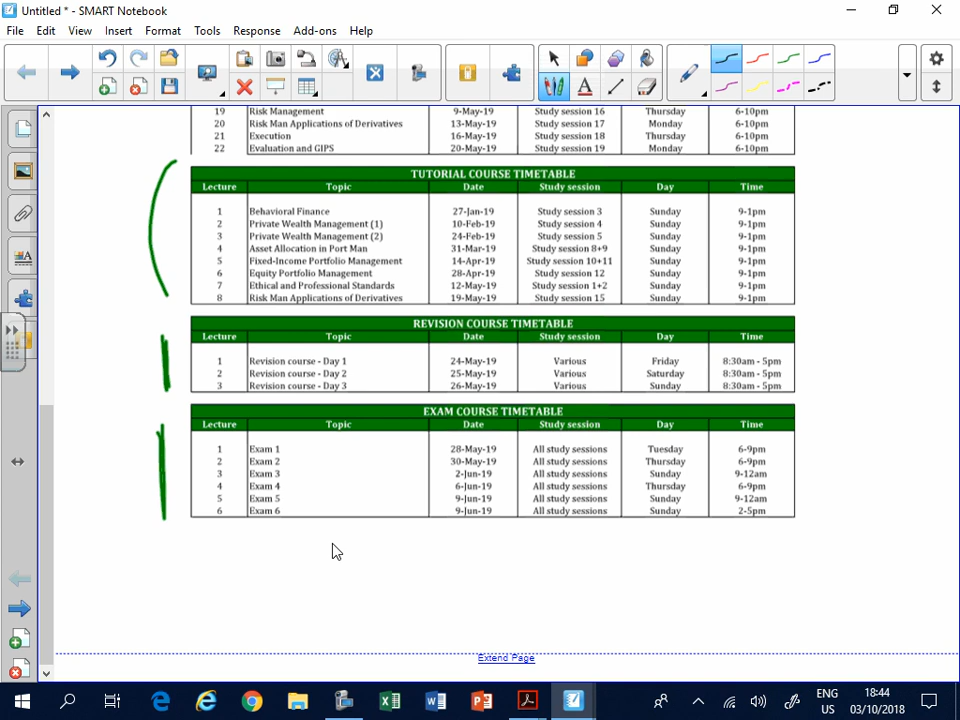 Untitled * - SMART Notebook
File Edit View Insert Format Tools Response Add-ons Help
19 Risk Management 9-May-19 Study session 16 Thursday 6-10pm
20 Risk Man Applications of Derivatives 13-May-19 Study session 17 Monday 6-10pm
21 Execution 16-May-19 Study session 18 Thursday 6-10pm
22 Evaluation and GIPS 20-May-19 Study session 19 Monday 6-10pm
TUTORIAL COURSE TIMETABLE
Lecture Topic Date Study session Day Time
1 Behavioral Finance 27-Jan-19 Study session 3 Sunday 9-1pm
2 Private Wealth Management (1) 10-Feb-19 Study session 4 Sunday 9-1pm
3 Private Wealth Management (2) 24-Feb-19 Study session 5 Sunday 9-1pm
4 Asset Allocation in Port Man 31-Mar-19 Study session 8+9 Sunday 9-1pm
5 Fixed-Income Portfolio Management 14-Apr-19 Study session 10+11 Sunday 9-1pm
6 Equity Portfolio Management 28-Apr-19 Study session 12 Sunday 9-1pm
7 Ethical and Professional Standards 12-May-19 Study session 1+2 Sunday 9-1pm
8 Risk Man Applications of Derivatives 19-May-19 Study session 15 Sunday 9-1pm
REVISION COURSE TIMETABLE
Lecture Topic Date Study session Day Time
1 Revision course - Day 1 24-May-19 Various Friday 8:30am - 5pm
2 Revision course - Day 2 25-May-19 Various Saturday 8:30am - 5pm
3 Revision course - Day 3 26-May-19 Various Sunday 8:30am - 5pm
EXAM COURSE TIMETABLE
Lecture Topic Date Study session Day Time
1 Exam 1 28-May-19 All study sessions Tuesday 6-9pm
2 Exam 2 30-May-19 All study sessions Thursday 6-9pm
3 Exam 3 2-Jun-19 All study sessions Sunday 9-12am
4 Exam 4 6-Jun-19 All study sessions Thursday 6-9pm
5 Exam 5 9-Jun-19 All study sessions Sunday 9-12am
6 Exam 6 9-Jun-19 All study sessions Sunday 2-5pm
Extend Page
ENG 18:44
US 03/10/2018